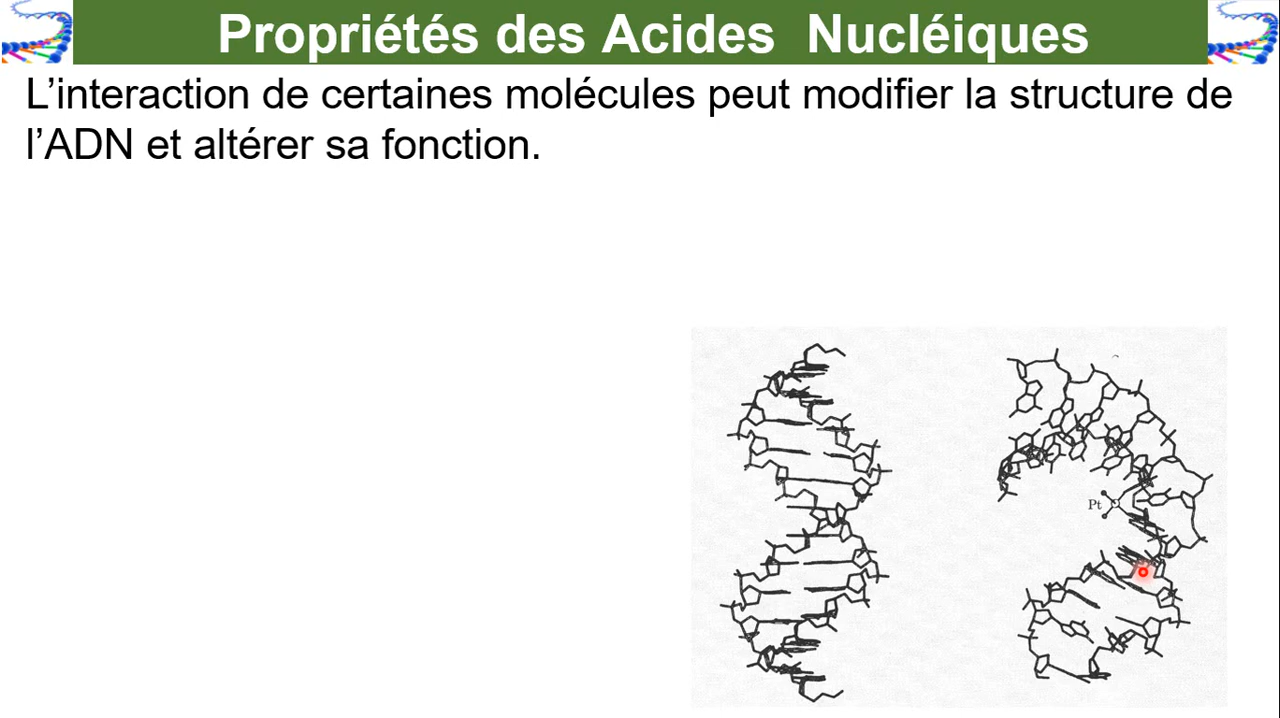 Propriétés des Acides  Nucléiques
L’interaction de certaines molécules peut modifier la structure de
l’ADN et altérer sa fonction.
Pt